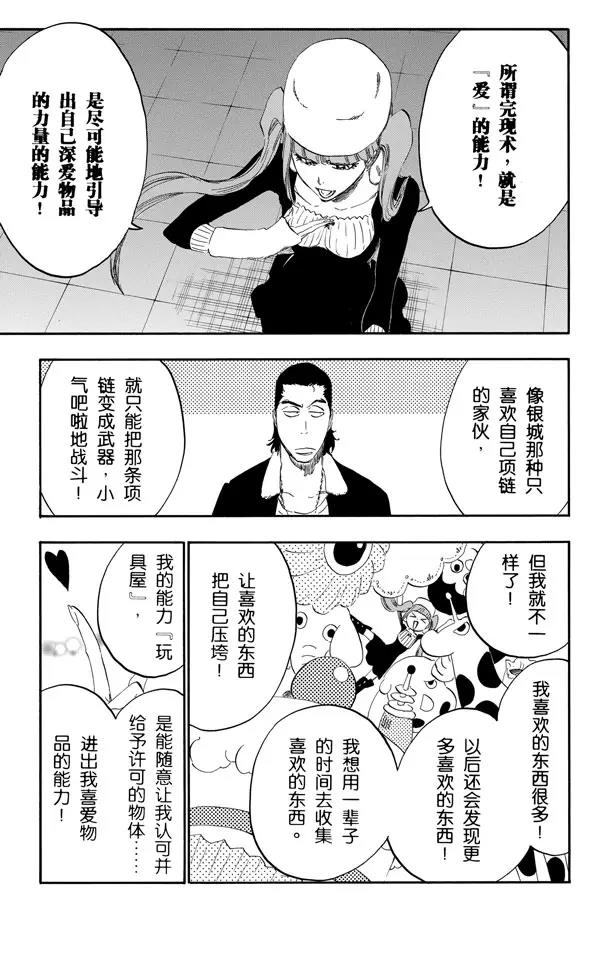 所谓完现术，就是
『爱』的能力！
是尽可能地引导
出自己深爱物品
的力量的能力！
像银城那种只
喜欢自己项链
的家伙，
就只能把那条项
链变成武器，小
气吧啦地战斗！
但我就不一
样了！
我喜欢的东西很多！
以后还会发现更
多喜欢的东西！
我想用一辈子
的时间去收集
喜欢的东西。
让喜欢的东西
把自己压垮！
我的能力『玩
具屋』，
是能随意让我认可并
给予许可的物体……
进出我喜爱物
品的能力！